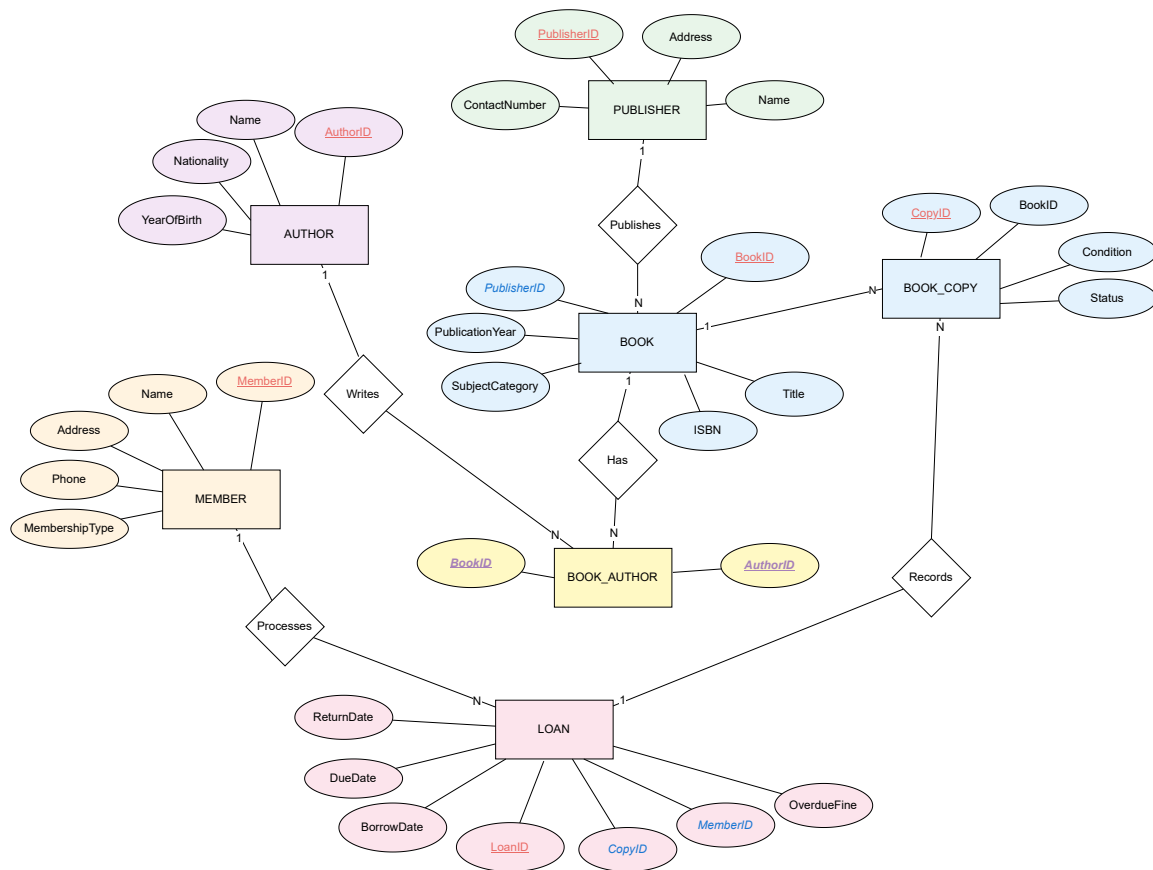 PublisherID
Address
ContactNumber
PUBLISHER
Name
1
Publishes
N
Name
AuthorID
Nationality
YearOfBirth
AUTHOR
1
Writes
N
CopyID
BookID
Condition
BOOK_COPY
Status
N
N
BookID
PublisherID
PublicationYear
BOOK
1
SubjectCategory
Title
ISBN
1
Has
N
Name
MemberID
Address
Phone
MEMBER
MembershipType
1
Processes
N
BookID
BOOK_AUTHOR
AuthorID
Records
1
ReturnDate
LOAN
DueDate
BorrowDate
LoanID
CopyID
MemberID
OverdueFine